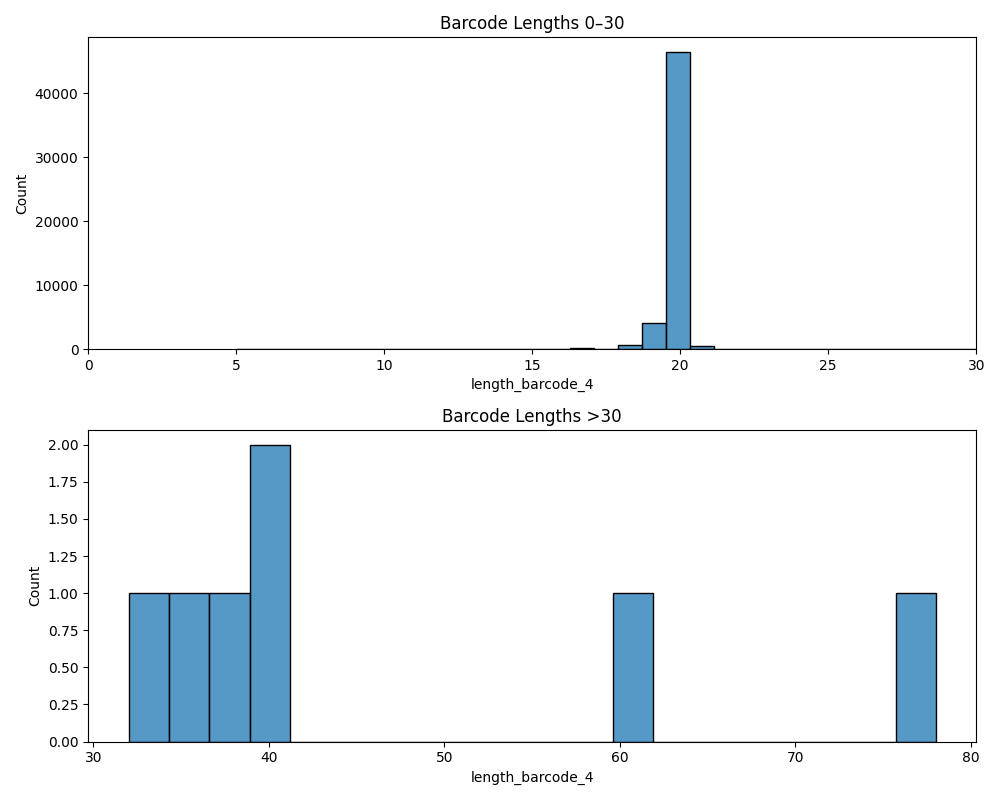 Barcode Lengths 0–30
40000
30000
20000
10000
0
Count
0 5 10 15 20 25 30
length_barcode_4
Barcode Lengths >30
2.00
1.75
1.50
1.25
1.00
0.75
0.50
0.25
0.00
Count
30 40 50 60 70 80
length_barcode_4